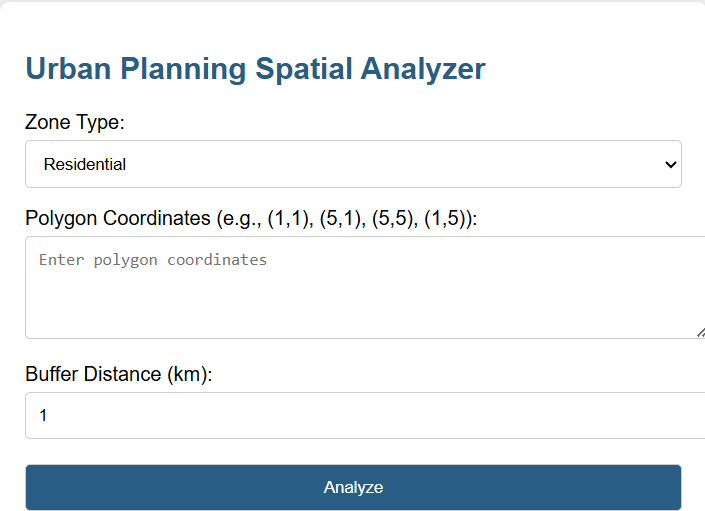 Urban Planning Spatial Analyzer
Zone Type:
Residential
Polygon Coordinates (e.g., (1,1), (5,1), (5,5), (1,5)):
Enter polygon coordinates
Buffer Distance (km):
1
Analyze